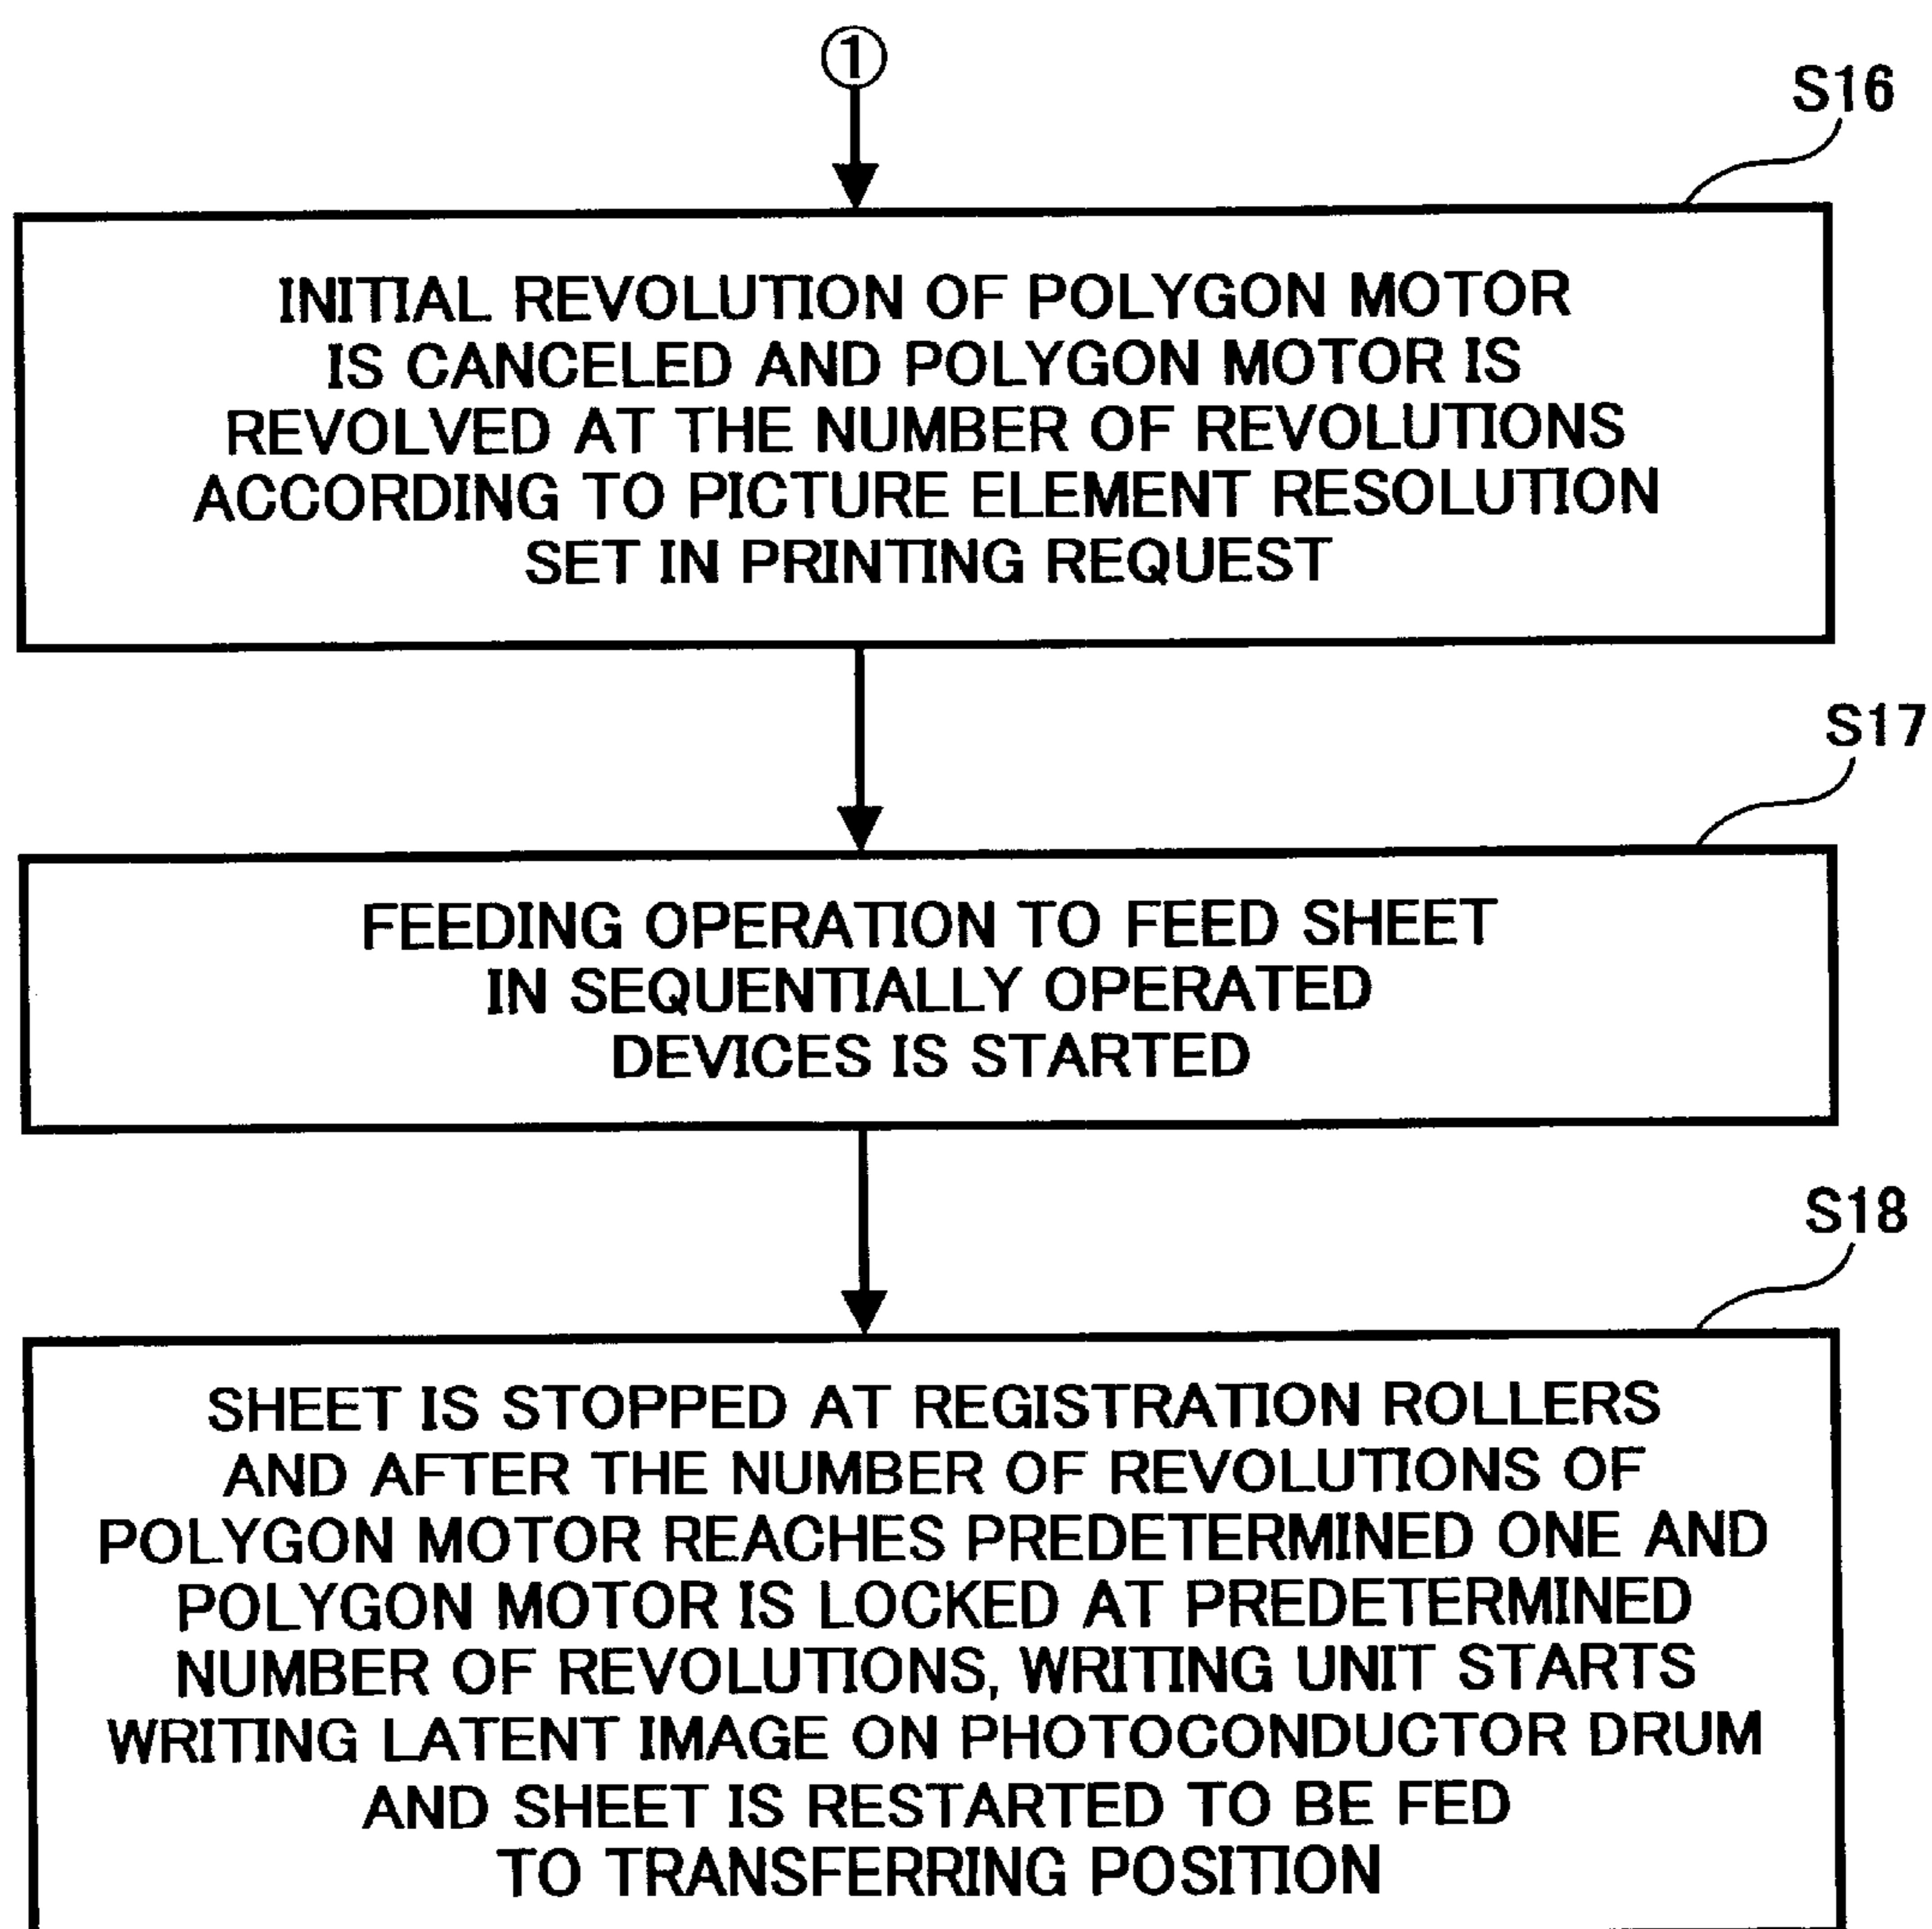 ①
S16
INITIAL REVOLUTION OF POLYGON MOTOR
IS CANCELED AND POLYGON MOTOR IS
REVOLVED AT THE NUMBER OF REVOLUTIONS
ACCORDING TO PICTURE ELEMENT RESOLUTION
SET IN PRINTING REQUEST
S17
FEEDING OPERATION TO FEED SHEET
IN SEQUENTIALLY OPERATED
DEVICES IS STARTED
S18
SHEET IS STOPPED AT REGISTRATION ROLLERS
AND AFTER THE NUMBER OF REVOLUTIONS OF
POLYGON MOTOR REACHES PREDETERMINED ONE AND
POLYGON MOTOR IS LOCKED AT PREDETERMINED
NUMBER OF REVOLUTIONS, WRITING UNIT STARTS
WRITING LATENT IMAGE ON PHOTOCONDUCTOR DRUM
AND SHEET IS RESTARTED TO BE FED
TO TRANSFERRING POSITION